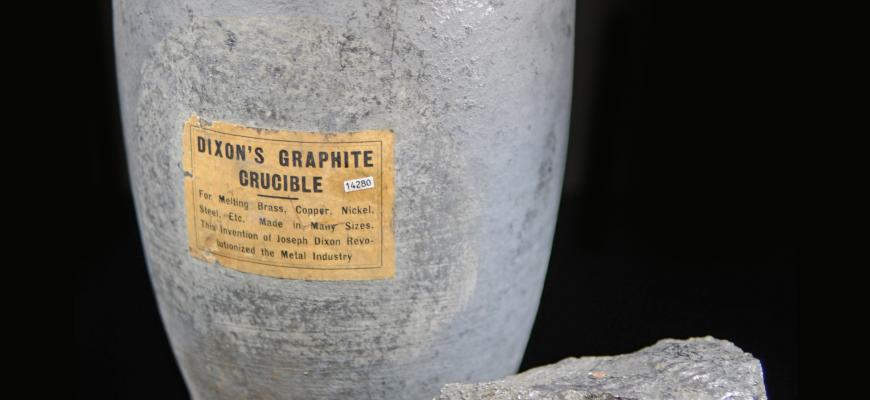 DIXON'S GRAPHITE
CRUCIBLE
14280
For Melting Brass, Copper, Nickel,
Steel, Etc. Made in Many Sizes.
This Invention of Joseph Dixon Revo-
lutionized the Metal Industry